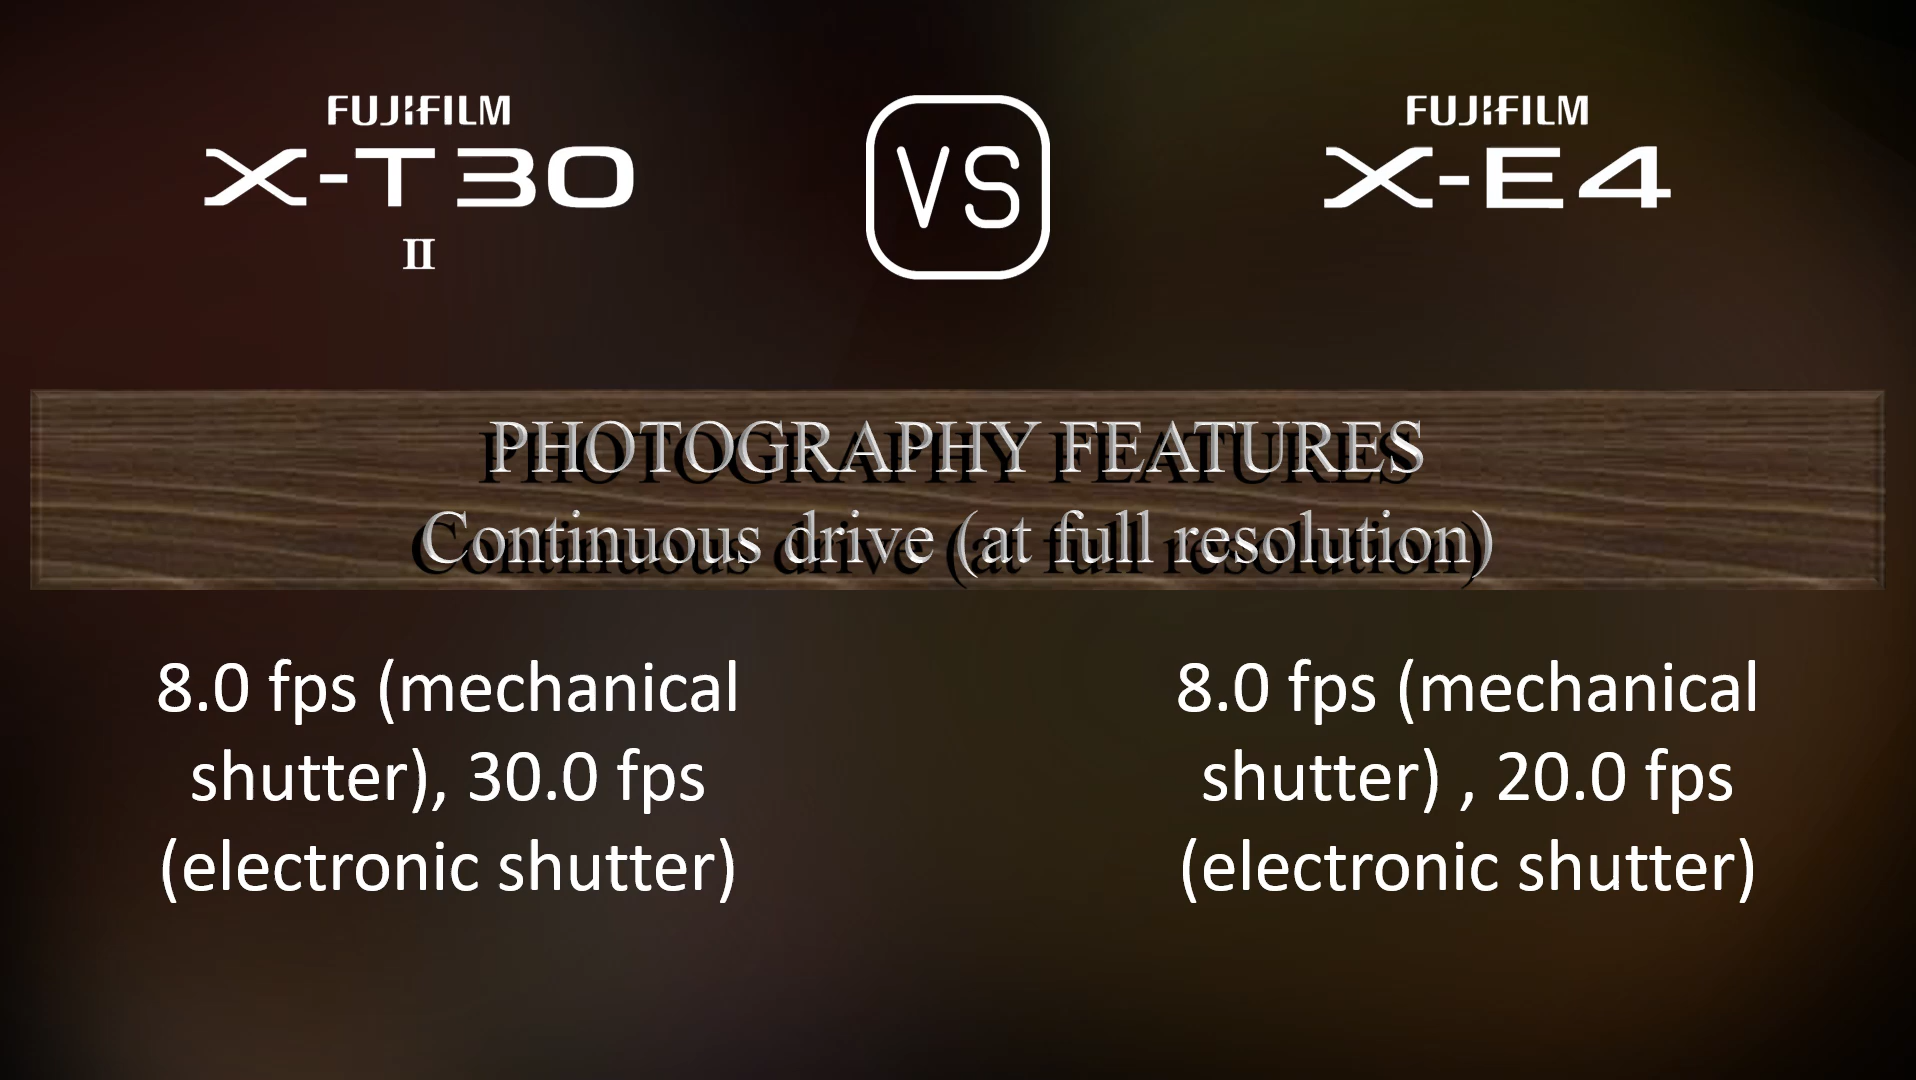 FUJIFILM
X-T30
II
VS
FUJIFILM
X-E4
PHOTOGRAPHY FEATURES
Continuous drive (at full resolution)
8.0 fps (mechanical
shutter), 30.0 fps
(electronic shutter)
8.0 fps (mechanical
shutter) , 20.0 fps
(electronic shutter)